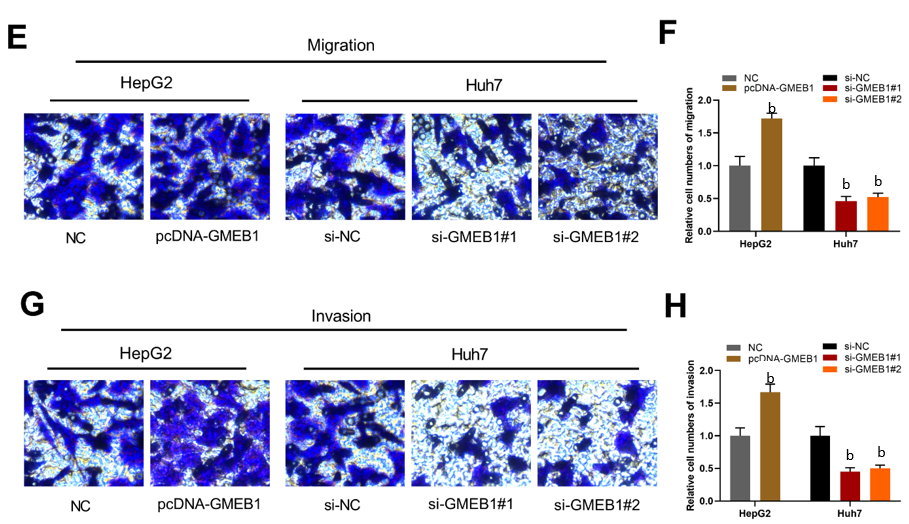 E
Migration
HepG2 Huh7
NC pcDNA-GMEB1 si-NC si-GMEB1#1 si-GMEB1#2
F
NC si-NC
pcDNA-GMEB1 si-GMEB1#1
si-GMEB1#2
Relative cell numbers of migration
2.0
1.5
1.0
0.5
0.0
b
b b
HepG2 Huh7
G
Invasion
HepG2 Huh7
NC pcDNA-GMEB1 si-NC si-GMEB1#1 si-GMEB1#2
H
NC si-NC
pcDNA-GMEB1 si-GMEB1#1
si-GMEB1#2
Relative cell numbers of invasion
2.0
1.5
1.0
0.5
0.0
b
b b
HepG2 Huh7